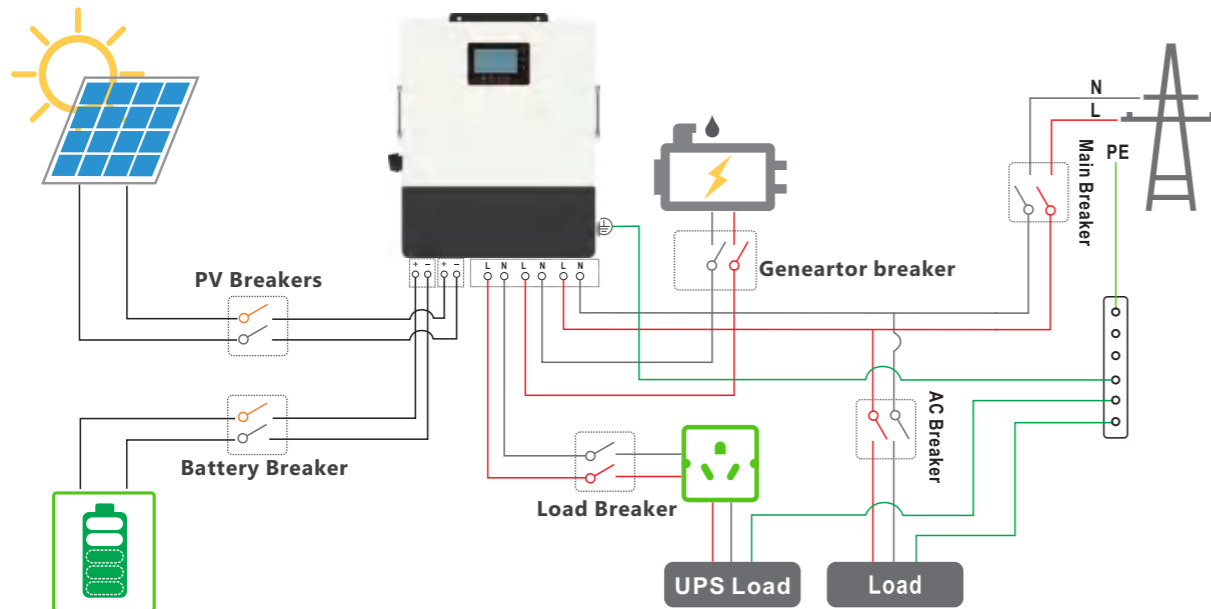 N
L
PE
Main Breaker
+ − + −
L N L N L N
PV Breakers
Geneartor breaker
Battery Breaker
AC Breaker
Load Breaker
UPS Load
Load